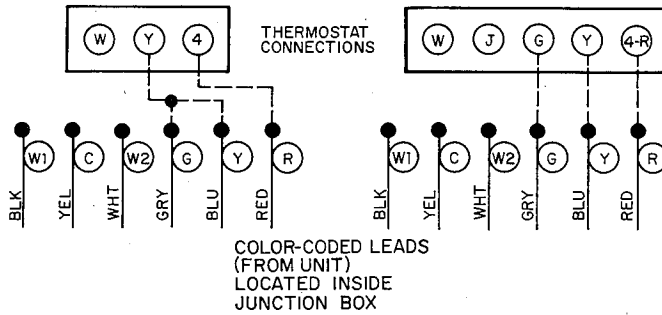 W Y 4
THERMOSTAT
CONNECTIONS
W J G Y 4-R
W1 C W2 G Y R
BLK YEL WHT GRY BLU RED
W1 C W2 G Y R
BLK YEL WHT GRY BLU RED
COLOR-CODED LEADS
(FROM UNIT)
LOCATED INSIDE
JUNCTION BOX